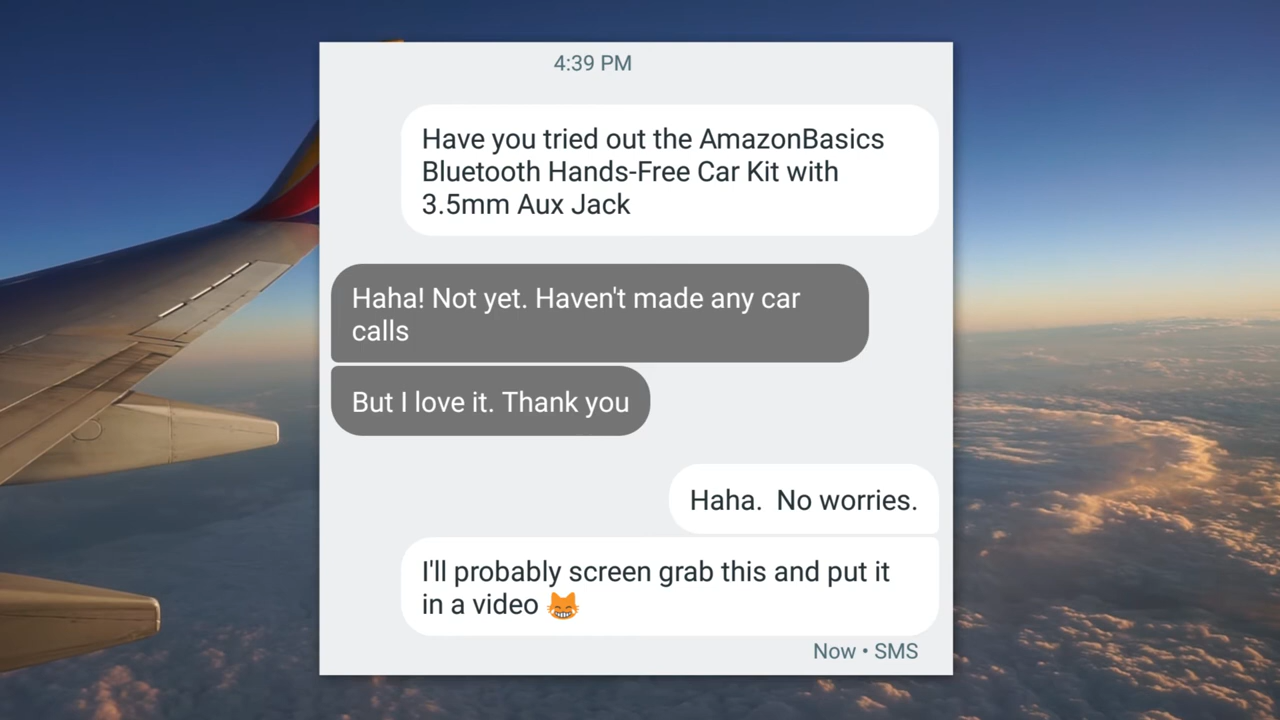 4:39 PM
Have you tried out the AmazonBasics
Bluetooth Hands-Free Car Kit with
3.5mm Aux Jack
Haha! Not yet. Haven't made any car
calls
But I love it. Thank you
Haha.  No worries.
I'll probably screen grab this and put it
in a video 😹
Now • SMS